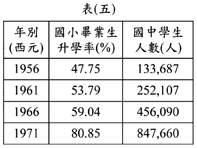 表(五)
年別 國小畢業生 國中學生
(西元) 升學率(%) 人數(人)
1956 47.75 133,687
1961 53.79 252,107
1966 59.04 456,090
1971 80.85 847,660